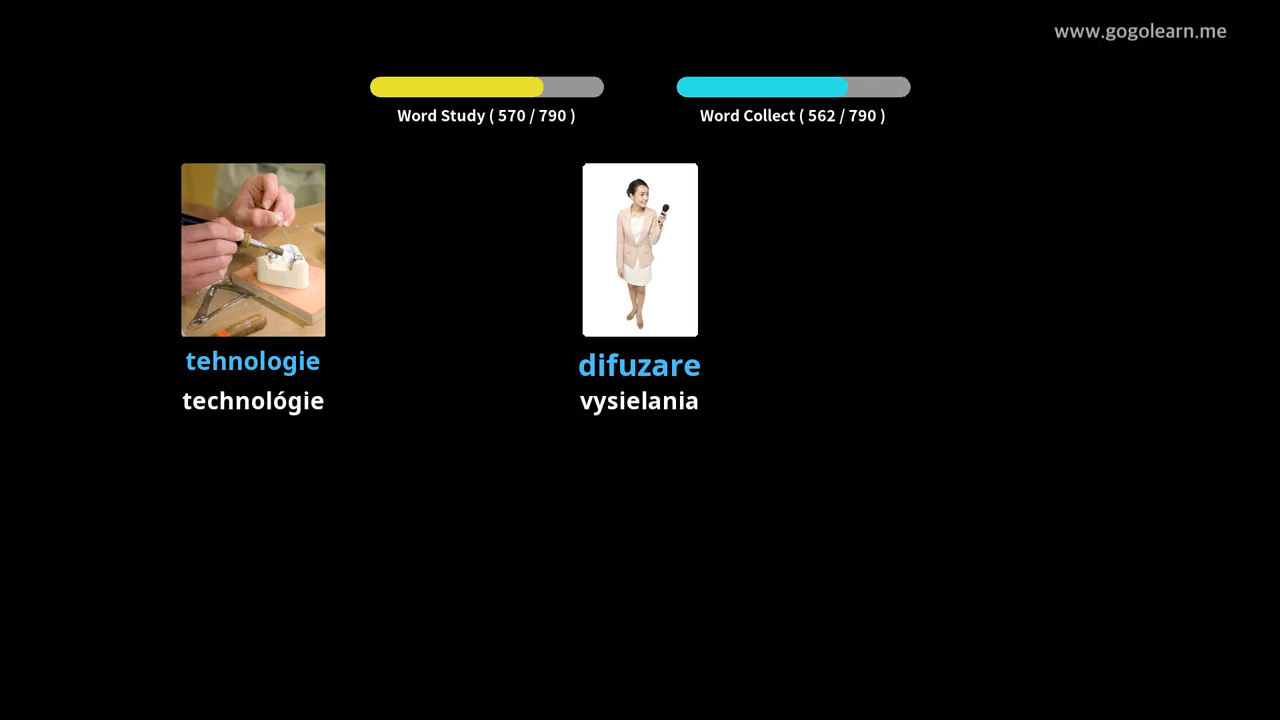 www.gogolearn.me
Word Study ( 570 / 790 )
Word Collect ( 562 / 790 )
tehnologie
technológie
difuzare
vysielania